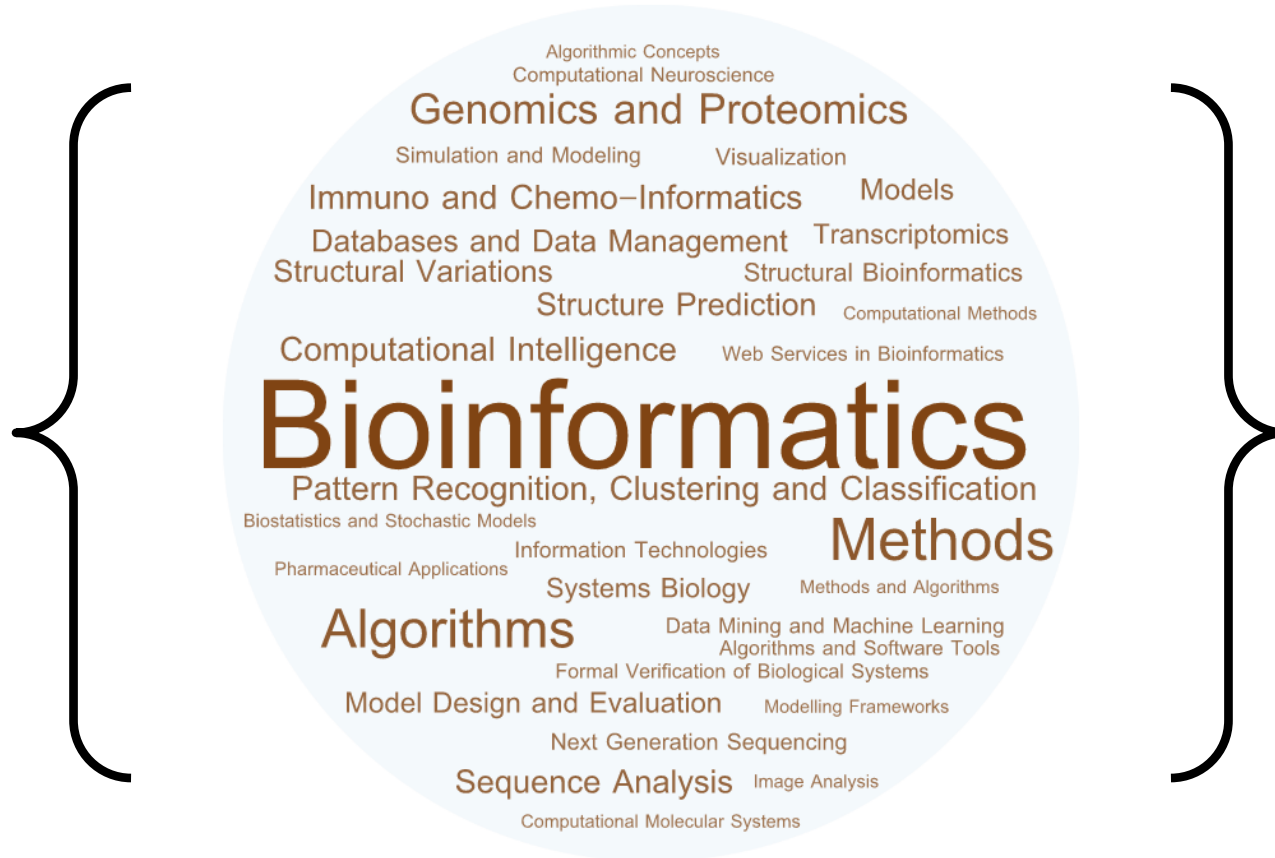 Algorithmic Concepts
Computational Neuroscience
Genomics and Proteomics
Simulation and Modeling
Visualization
Immuno and Chemo−Informatics
Models
Databases and Data Management
Transcriptomics
Structural Variations
Structural Bioinformatics
Structure Prediction
Computational Methods
Computational Intelligence
Web Services in Bioinformatics
Bioinformatics
Pattern Recognition, Clustering and Classification
Biostatistics and Stochastic Models
Methods
Information Technologies
Pharmaceutical Applications
Systems Biology
Methods and Algorithms
Algorithms
Data Mining and Machine Learning
Algorithms and Software Tools
Formal Verification of Biological Systems
Model Design and Evaluation
Modelling Frameworks
Next Generation Sequencing
Sequence Analysis
Image Analysis
Computational Molecular Systems